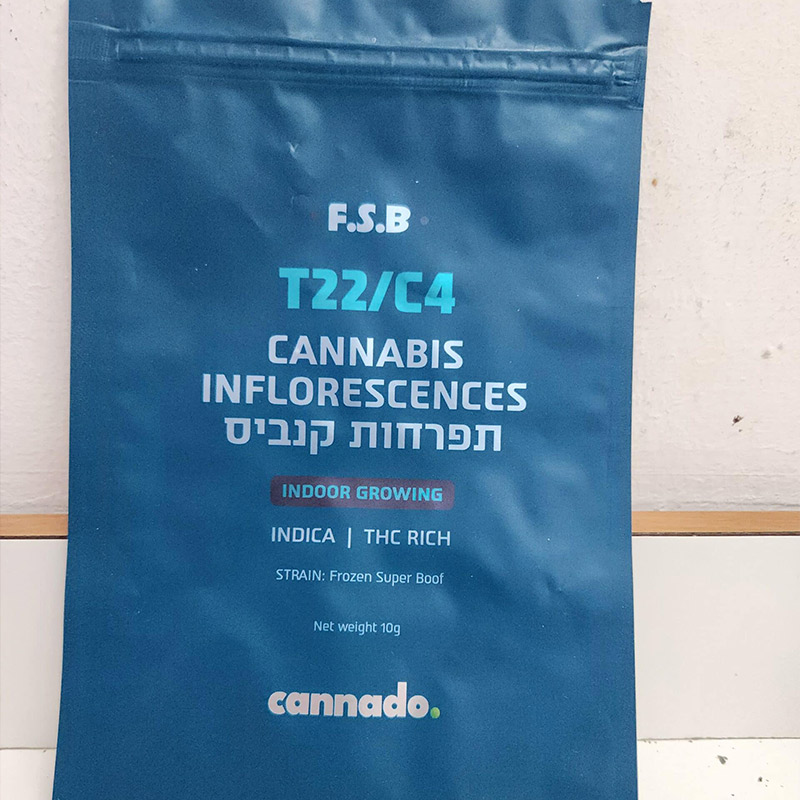 F.S.B
T22/C4
CANNABIS
INFLORESCENCES
תפרחות קנביס
INDOOR GROWING
INDICA | THC RICH
STRAIN: Frozen Super Boof
Net weight 10g
cannado.